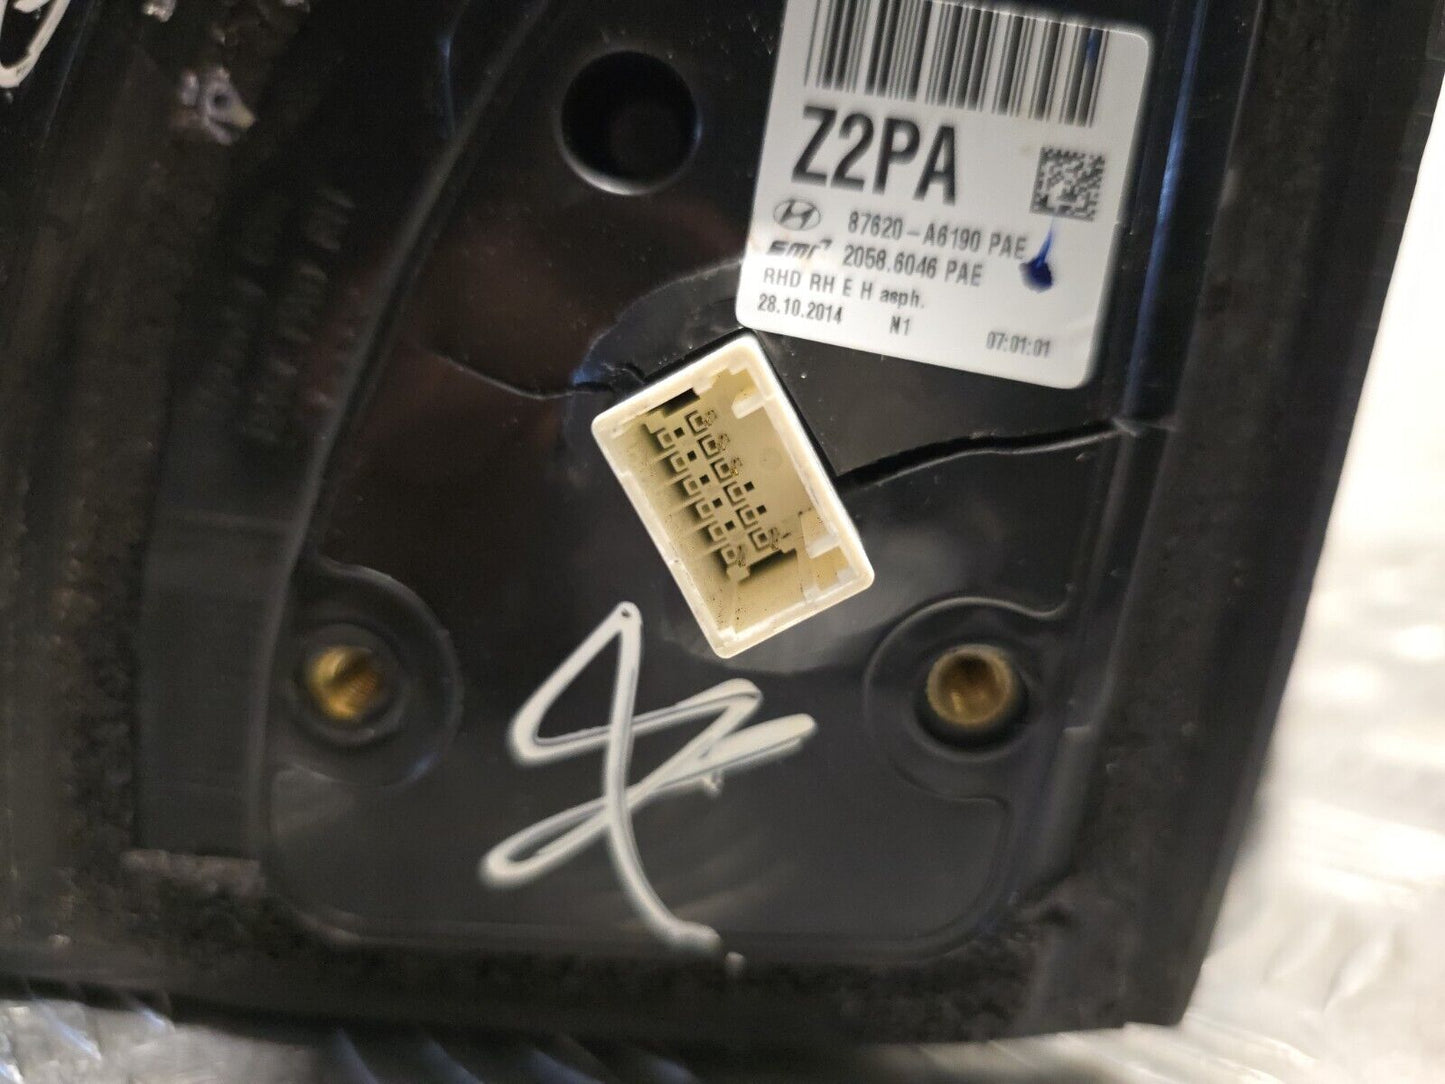 Z2PA
87620-A6190 PAE
smr 2058.6046 PAE
RHD RH E H asph.
28.10.2014 N1 07:01:01